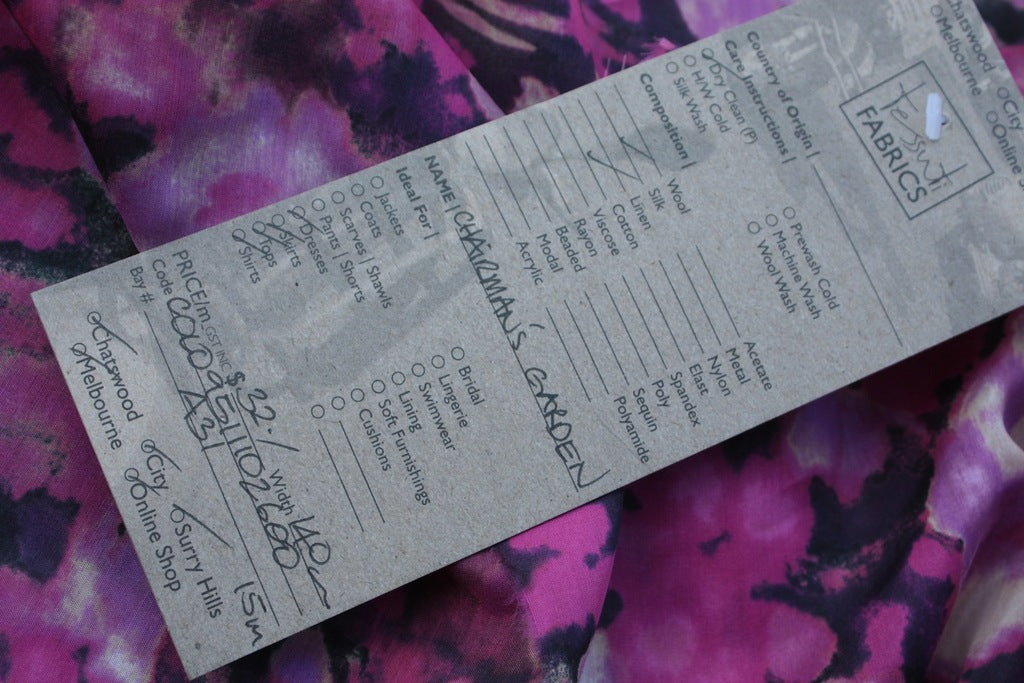 Chatswood
Melbourne
City
Online
Tessuti
FABRICS
Country of Origin |
Care Instructions |
Dry Clean (P)
H/W Cold
Silk Wash
Prewash Cold
Machine Wash
Wool Wash
Composition |
Wool
Silk
Linen
Cotton
Viscose
Rayon
Beaded
Modal
Acrylic
Acetate
Metal
Nylon
Elast
Spandex
Poly
Sequin
Polyamide
NAME | CHAIRMAN'S GARDEN
Ideal For |
Jackets
Coats
Scarves | Shawls
Pants | Shorts
Dresses
Skirts
Tops
Shirts
Bridal
Lingerie
Swimwear
Lining
Soft Furnishings
Cushions
PRICE/m GST INC $ 32.- Width 140cm
Code
Bay # A31 15m
Chatswood City Surry Hills
Melbourne Online Shop